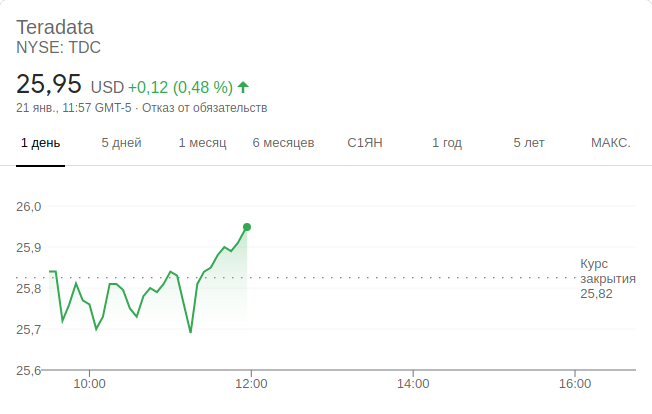 Teradata
NYSE: TDC
25,95 USD +0,12 (0,48 %)
21 янв., 11:57 GMT-5 · Отказ от обязательств
1 день 5 дней 1 месяц 6 месяцев С1ЯН 1 год 5 лет МАКС.
26,0
25,9
Курс
закрытия
25,82
25,8
25,7
25,6
10:00 12:00 14:00 16:00